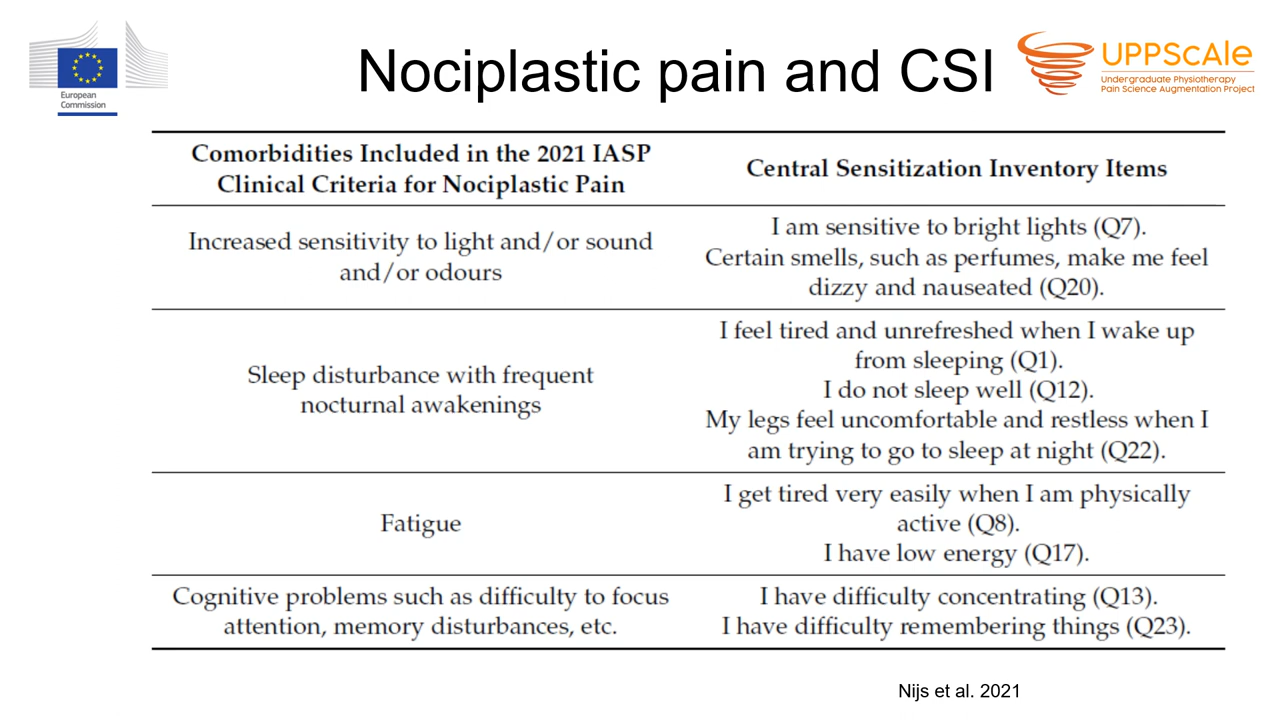 European
Commission
Nociplastic pain and CSI
UPPScale
Undergraduate Physiotherapy
Pain Science Augmentation Project
Comorbidities Included in the 2021 IASP
Clinical Criteria for Nociplastic Pain
Central Sensitization Inventory Items
Increased sensitivity to light and/or sound
and/or odours
I am sensitive to bright lights (Q7).
Certain smells, such as perfumes, make me feel
dizzy and nauseated (Q20).
Sleep disturbance with frequent
nocturnal awakenings
I feel tired and unrefreshed when I wake up
from sleeping (Q1).
I do not sleep well (Q12).
My legs feel uncomfortable and restless when I
am trying to go to sleep at night (Q22).
Fatigue
I get tired very easily when I am physically
active (Q8).
I have low energy (Q17).
Cognitive problems such as difficulty to focus
attention, memory disturbances, etc.
I have difficulty concentrating (Q13).
I have difficulty remembering things (Q23).
Nijs et al. 2021